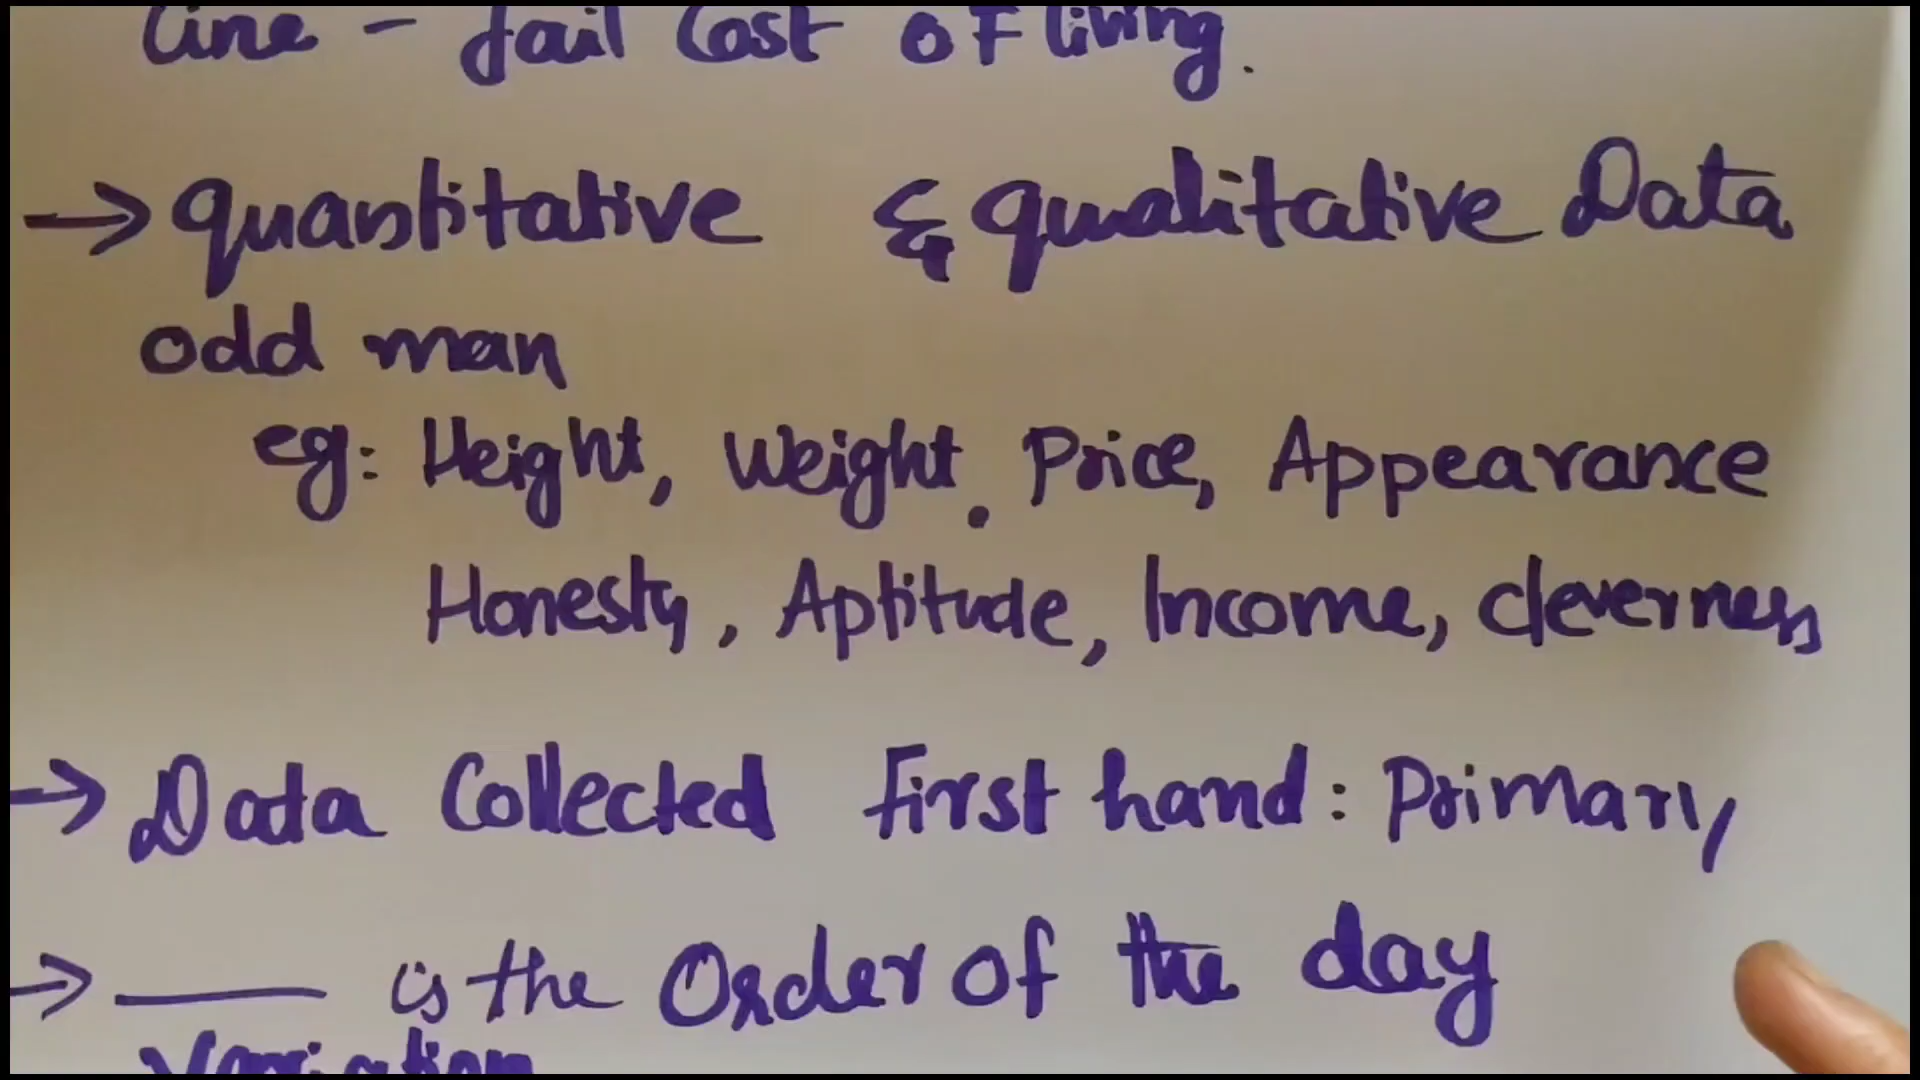 line - fail cost of living.
→ quantitative & qualitative Data
odd man
eg: Height, Weight. Price, Appearance
Honesty, Aptitude, Income, cleverness
→ Data Collected First hand: Primary
→ ____ is the Order of the day
Variation